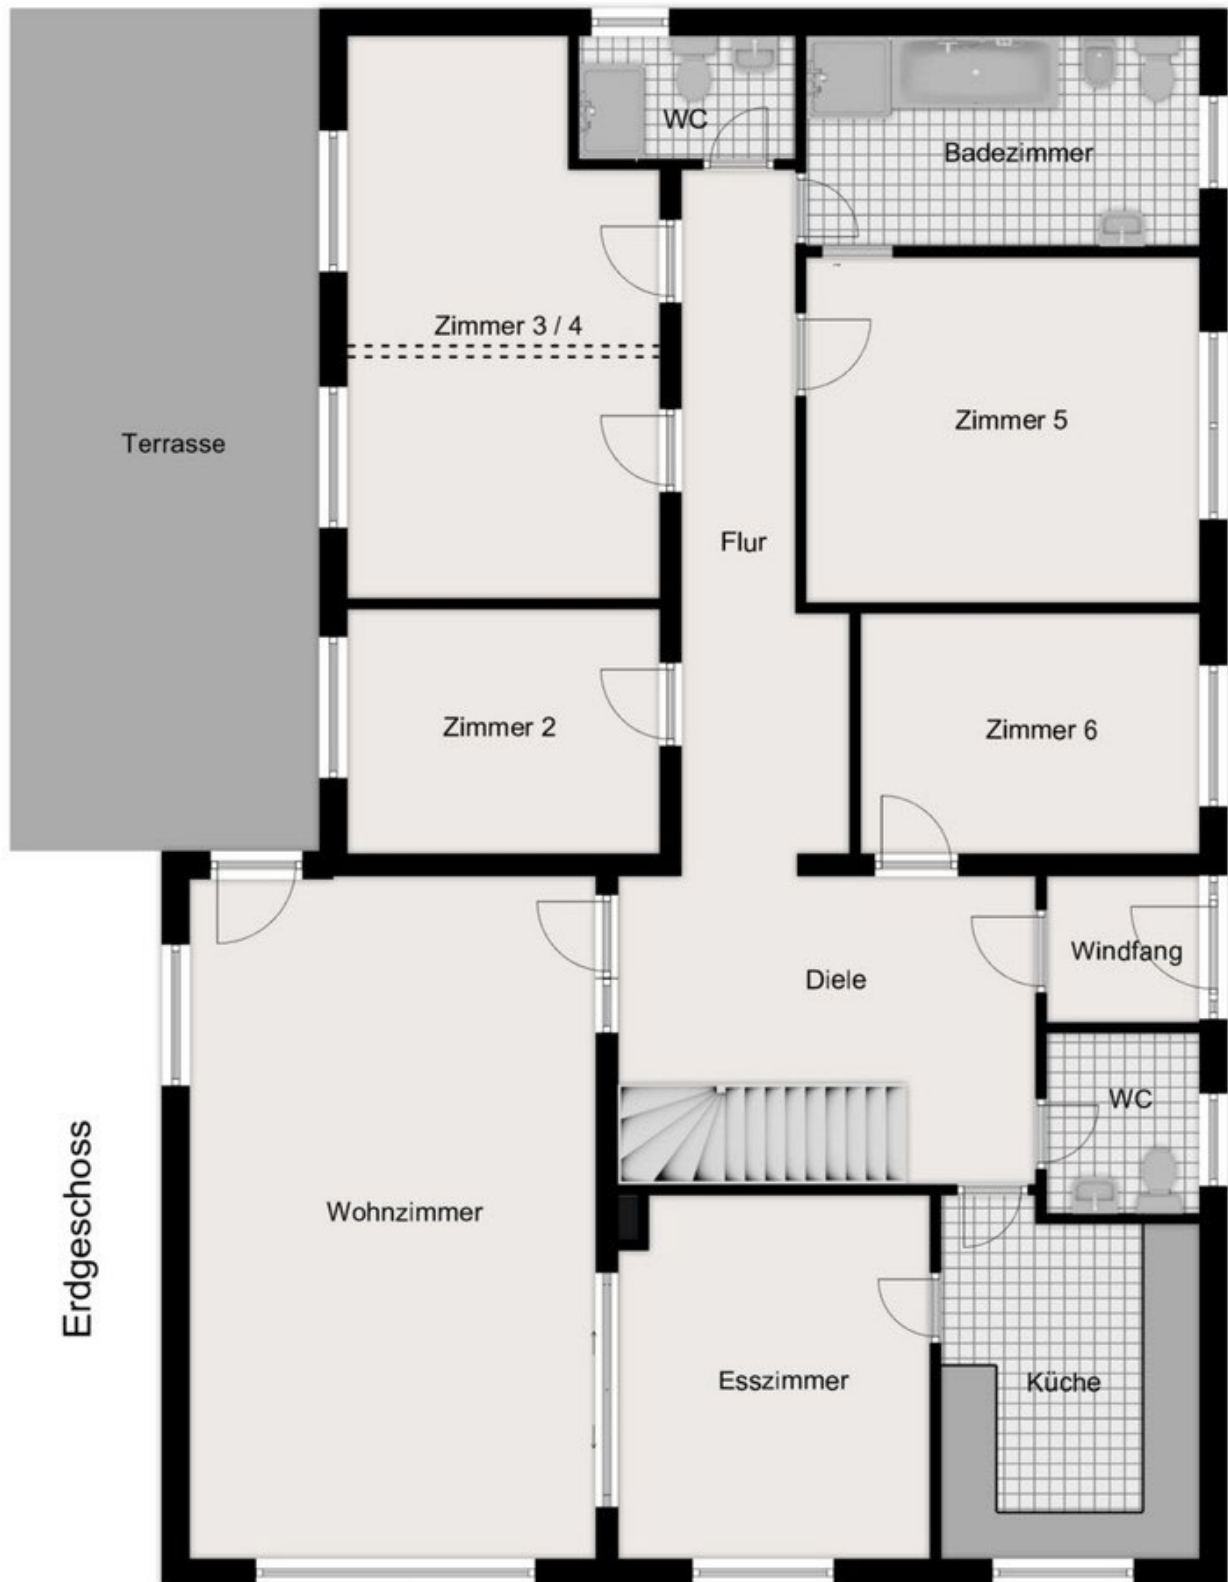 WC
Badezimmer
Zimmer 3 / 4
Zimmer 5
Terrasse
Flur
Zimmer 2
Zimmer 6
Windfang
Diele
WC
Wohnzimmer
Erdgeschoss
Esszimmer
Küche